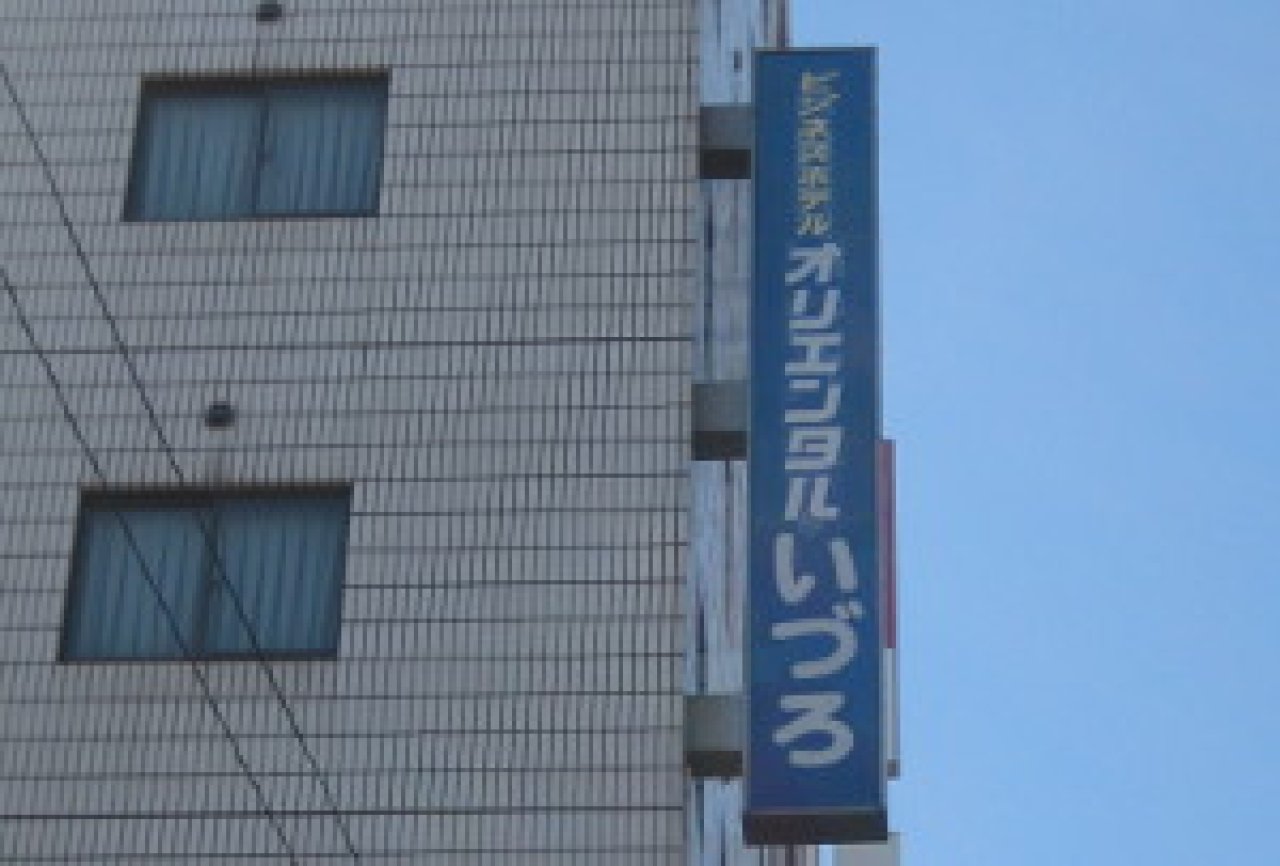 ビジネスホテル
オリエンタル
いづろ